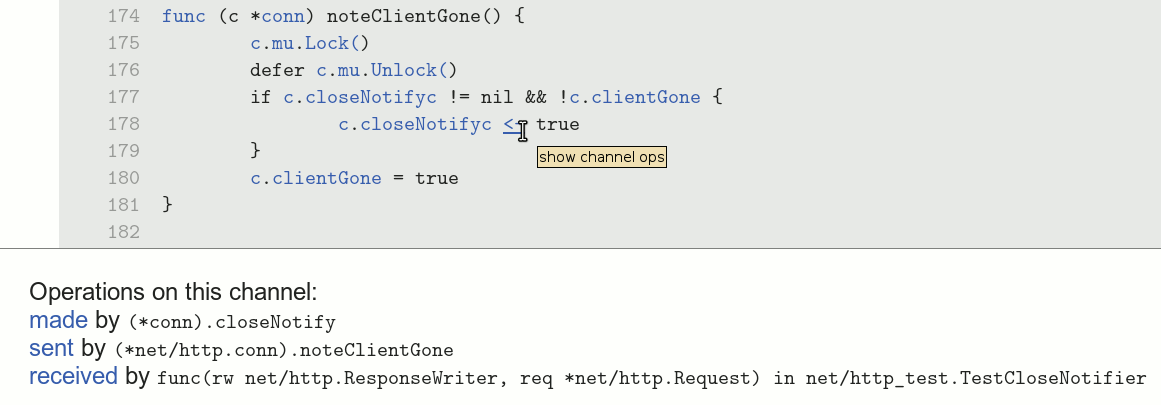 174 func (c *conn) noteClientGone() {
175 c.mu.Lock()
176 defer c.mu.Unlock()
177 if c.closeNotifyc != nil && !c.clientGone {
178 c.closeNotifyc <- true
179 }
show channel ops
180 c.clientGone = true
181 }
182
Operations on this channel:
made by (*conn).closeNotify
sent by (*net/http.conn).noteClientGone
received by func(rw net/http.ResponseWriter, req *net/http.Request) in net/http_test.TestCloseNotifier